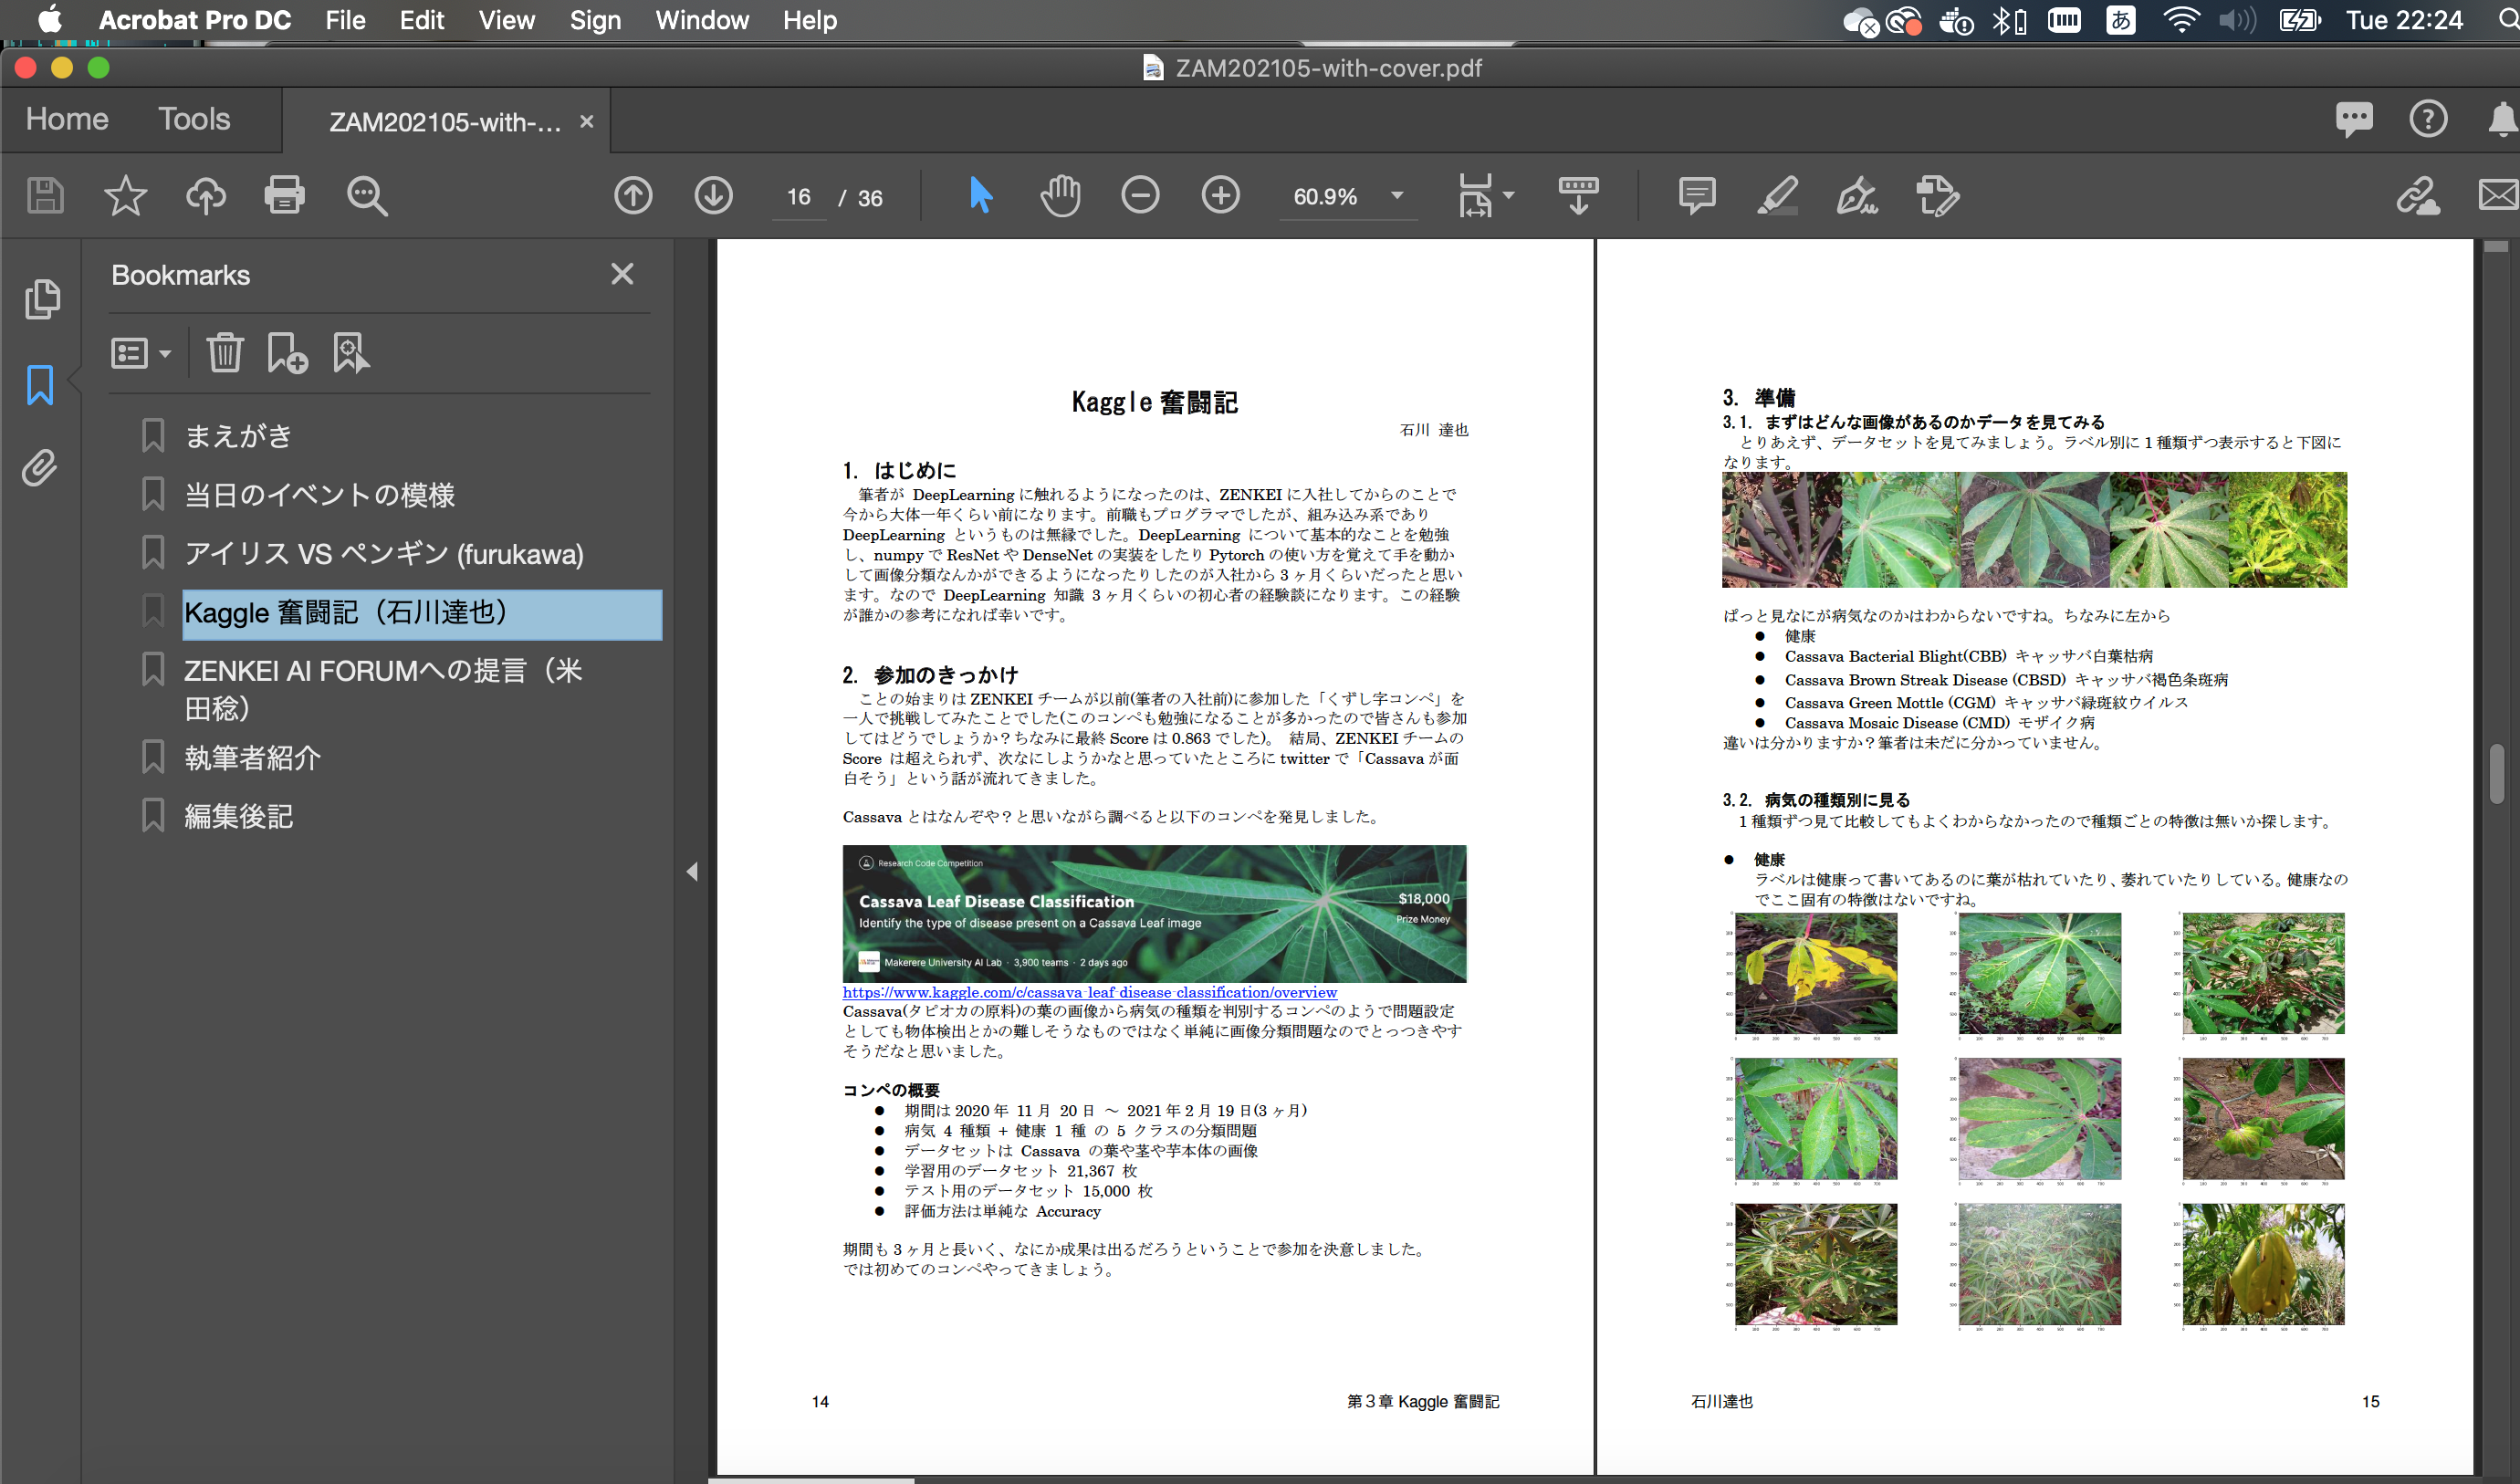 Acrobat Pro DC File Edit View Sign Window Help
あ
Tue 22:24
ZAM202105-with-cover.pdf
Home Tools ZAM202105-with-... ×
16 / 36
60.9%
Bookmarks
まえがき
当日のイベントの模様
アイリス VS ペンギン (furukawa)
Kaggle 奮闘記（石川達也）
ZENKEI AI FORUMへの提言（米
田稔）
執筆者紹介
編集後記
Kaggle 奮闘記
石川 達也
1. はじめに
筆者が DeepLearning に触れるようになったのは、ZENKEI に入社してからのことで
今から大体一年くらい前になります。前職もプログラマでしたが、組み込み系であり
DeepLearning というものは無縁でした。DeepLearning について基本的なことを勉強
し、numpy で ResNet や DenseNet の実装をしたり Pytorch の使い方を覚えて手を動か
して画像分類なんかができるようになったりしたのが入社から 3 ヶ月くらいだったと思い
ます。なので DeepLearning 知識 3 ヶ月くらいの初心者の経験談になります。この経験
が誰かの参考になれば幸いです。
2. 参加のきっかけ
ことの始まりは ZENKEI チームが以前(筆者の入社前)に参加した「くずし字コンペ」を
一人で挑戦してみたことでした(このコンペも勉強になることが多かったので皆さんも参加
してはどうでしょうか？ちなみに最終 Score は 0.863 でした)。 結局、ZENKEI チームの
Score は超えられず、次なにしようかなと思っていたところに twitter で「Cassava が面
白そう」という話が流れてきました。
Cassava とはなんぞや？と思いながら調べると以下のコンペを発見しました。
Research Code Competition
Cassava Leaf Disease Classification
Identify the type of disease present on a Cassava Leaf image
$18,000
Prize Money
Makerere University AI Lab · 3,900 teams · 2 days ago
https://www.kaggle.com/c/cassava-leaf-disease-classification/overview
Cassava(タピオカの原料)の葉の画像から病気の種類を判別するコンペのようで問題設定
としても物体検出とかの難しそうなものではなく単純に画像分類問題なのでとっつきやす
そうだなと思いました。
コンペの概要
● 期間は 2020 年 11 月 20 日 ～ 2021 年 2 月 19 日(3 ヶ月)
● 病気 4 種類 + 健康 1 種 の 5 クラスの分類問題
● データセットは Cassava の葉や茎や芋本体の画像
● 学習用のデータセット 21,367 枚
● テスト用のデータセット 15,000 枚
● 評価方法は単純な Accuracy
期間も 3 ヶ月と長いく、なにか成果は出るだろうということで参加を決意しました。
では初めてのコンペやってきましょう。
14
第３章 Kaggle 奮闘記
3. 準備
3.1. まずはどんな画像があるのかデータを見てみる
とりあえず、データセットを見てみましょう。ラベル別に 1 種類ずつ表示すると下図に
なります。
ぱっと見なにが病気なのかはわからないですね。ちなみに左から
● 健康
● Cassava Bacterial Blight(CBB) キャッサバ白葉枯病
● Cassava Brown Streak Disease (CBSD) キャッサバ褐色条斑病
● Cassava Green Mottle (CGM) キャッサバ緑斑紋ウイルス
● Cassava Mosaic Disease (CMD) モザイク病
違いは分かりますか？筆者は未だに分かっていません。
3.2. 病気の種類別に見る
1 種類ずつ見て比較してもよくわからなかったので種類ごとの特徴は無いか探します。
● 健康
ラベルは健康って書いてあるのに葉が枯れていたり、萎れていたりしている。健康なの
でここ固有の特徴はないですね。
石川達也
15